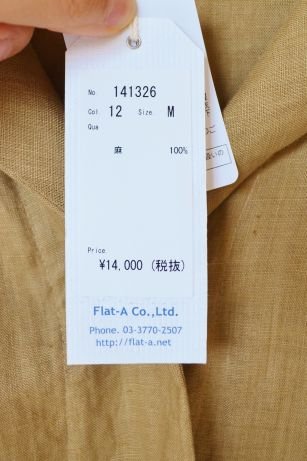 No 141326
Col. 12 Size. M
Qua
麻 100%
Price
¥14,000 (税抜)
Flat-A Co.,Ltd.
Phone. 03-3770-2507
http://flat-a.net